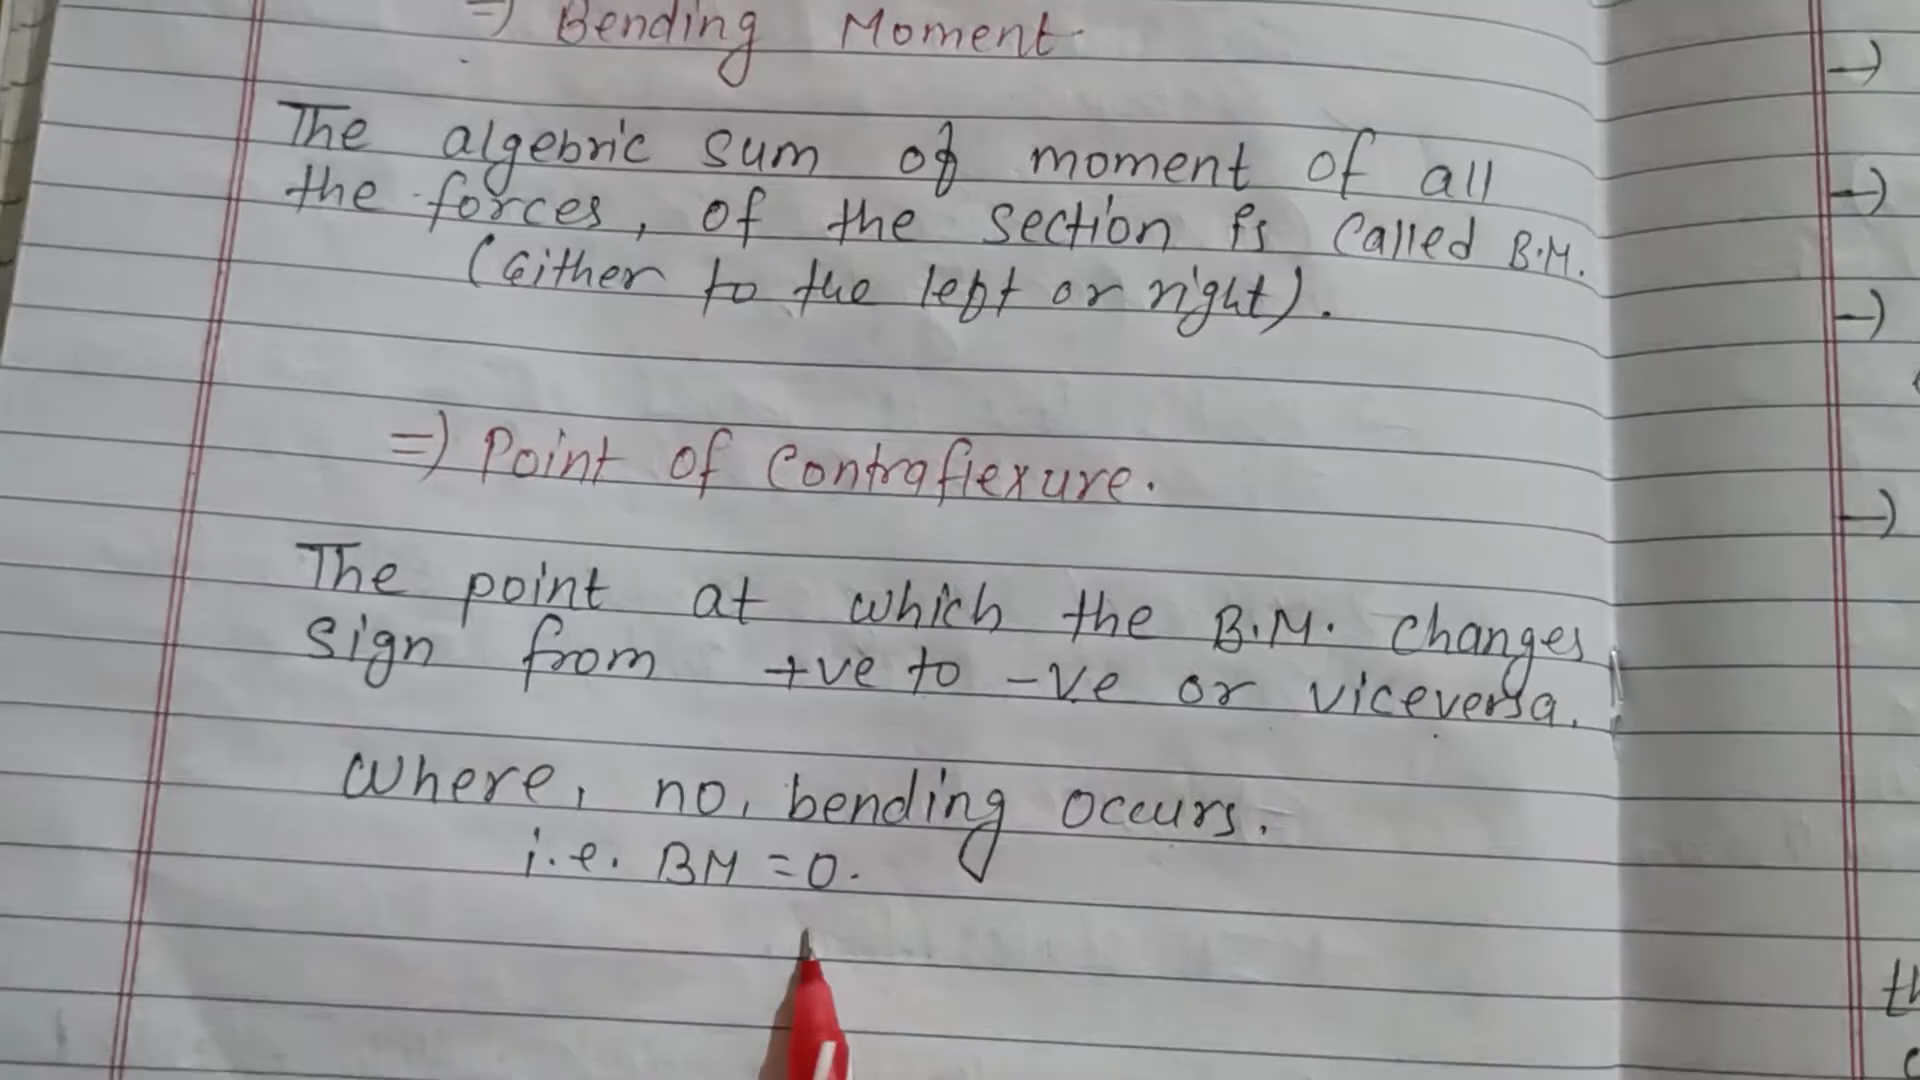 =) Bending Moment
The algebric sum of moment of all
the forces, of the section is called B.M.
(Either to the left or right).
=) Point of Contraflexure.
The point at which the B.M. changes
sign from +ve to -ve or viceversa.
Where, no, bending occurs.
i.e. BM = 0.